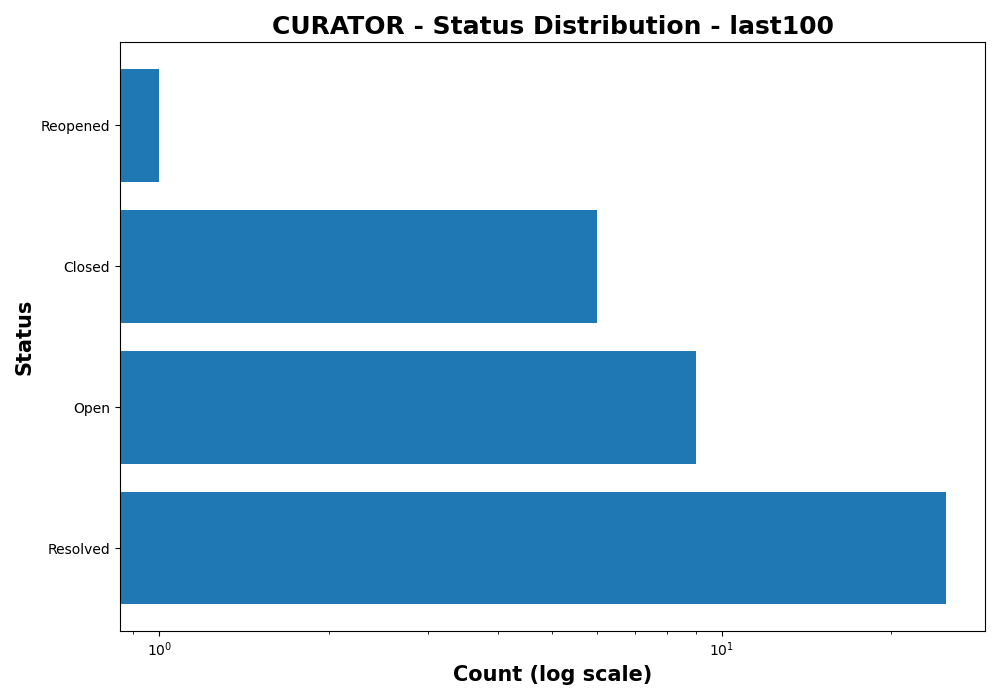 CURATOR - Status Distribution - last100
Status
Reopened
Closed
Open
Resolved
10⁰ 10¹
Count (log scale)